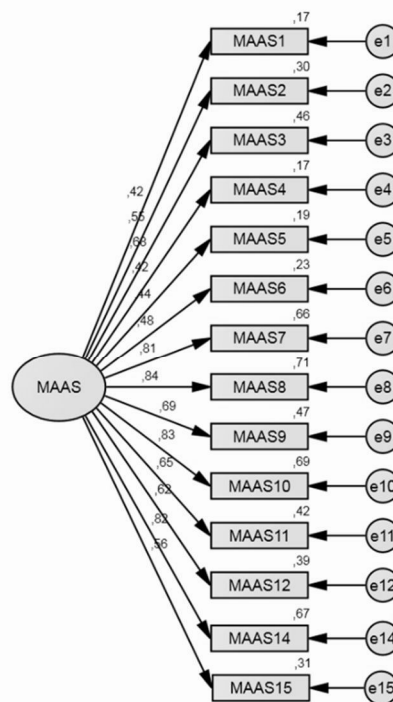 ,17
MAAS1 e1
,30
MAAS2 e2
,46
MAAS3 e3
,17
MAAS4 e4
,42
,19
,55
MAAS5 e5
,68
,23
,42
MAAS6 e6
,44
,66
,48
MAAS7 e7
,81
,71
MAAS MAAS8 e8
,84
,47
,69
MAAS9 e9
,83
,69
,65
MAAS10 e10
,62
,42
,82
MAAS11 e11
,56
,39
MAAS12 e12
,67
MAAS14 e14
,31
MAAS15 e15